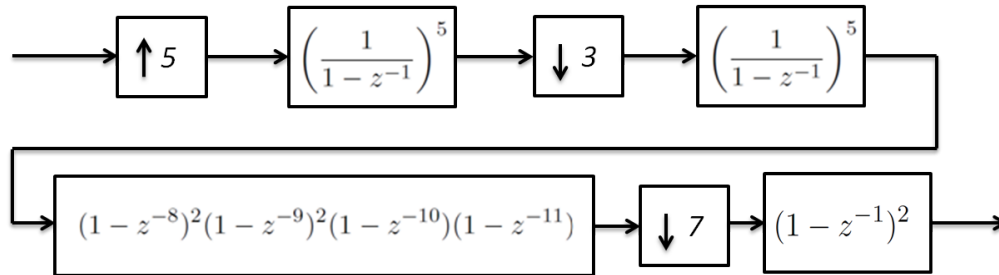 ↑ 5
(1/(1 − z⁻¹))⁵
↓ 3
(1/(1 − z⁻¹))⁵
(1 − z⁻⁸)²(1 − z⁻⁹)²(1 − z⁻¹⁰)(1 − z⁻¹¹)
↓ 7
(1 − z⁻¹)²